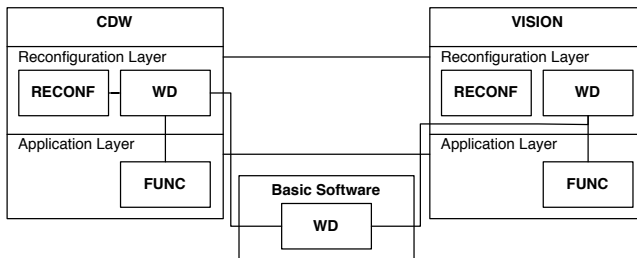 CDW
Reconfiguration Layer
RECONF
WD
Application Layer
FUNC
VISION
Reconfiguration Layer
RECONF
WD
Application Layer
FUNC
Basic Software
WD